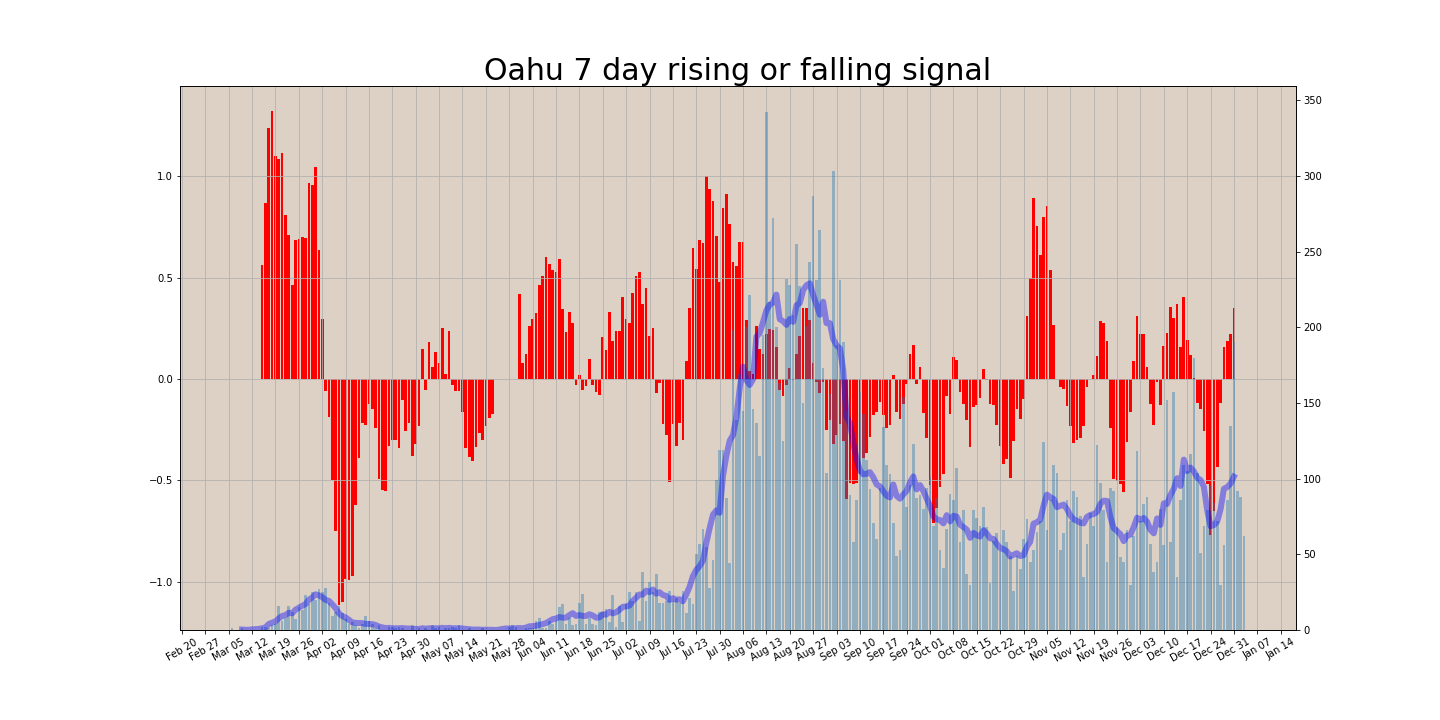 Oahu 7 day rising or falling signal
1.0
0.5
0.0
−0.5
−1.0
350
300
250
200
150
100
50
0
Feb 20
Feb 27
Mar 05
Mar 12
Mar 19
Mar 26
Apr 02
Apr 09
Apr 16
Apr 23
Apr 30
May 07
May 14
May 21
May 28
Jun 04
Jun 11
Jun 18
Jun 25
Jul 02
Jul 09
Jul 16
Jul 23
Jul 30
Aug 06
Aug 13
Aug 20
Aug 27
Sep 03
Sep 10
Sep 17
Sep 24
Oct 01
Oct 08
Oct 15
Oct 22
Oct 29
Nov 05
Nov 12
Nov 19
Nov 26
Dec 03
Dec 10
Dec 17
Dec 24
Dec 31
Jan 07
Jan 14